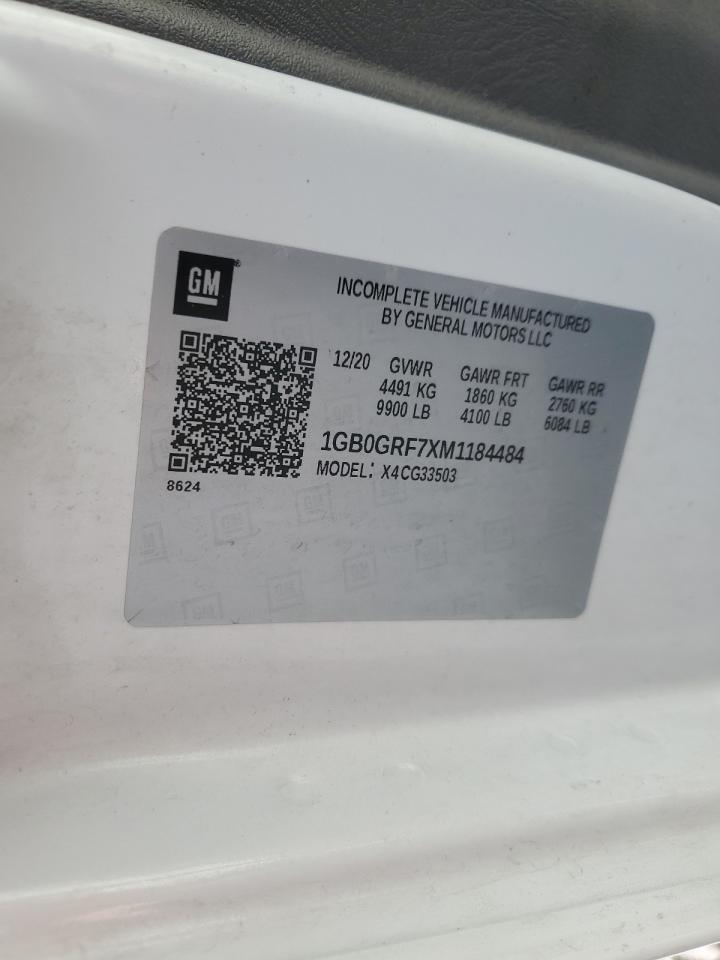 GM®
INCOMPLETE VEHICLE MANUFACTURED
BY GENERAL MOTORS LLC
12/20 GVWR GAWR FRT GAWR RR
4491 KG 1860 KG 2760 KG
9900 LB 4100 LB 6084 LB
1GB0GRF7XM1184484
MODEL: X4CG33503
8624